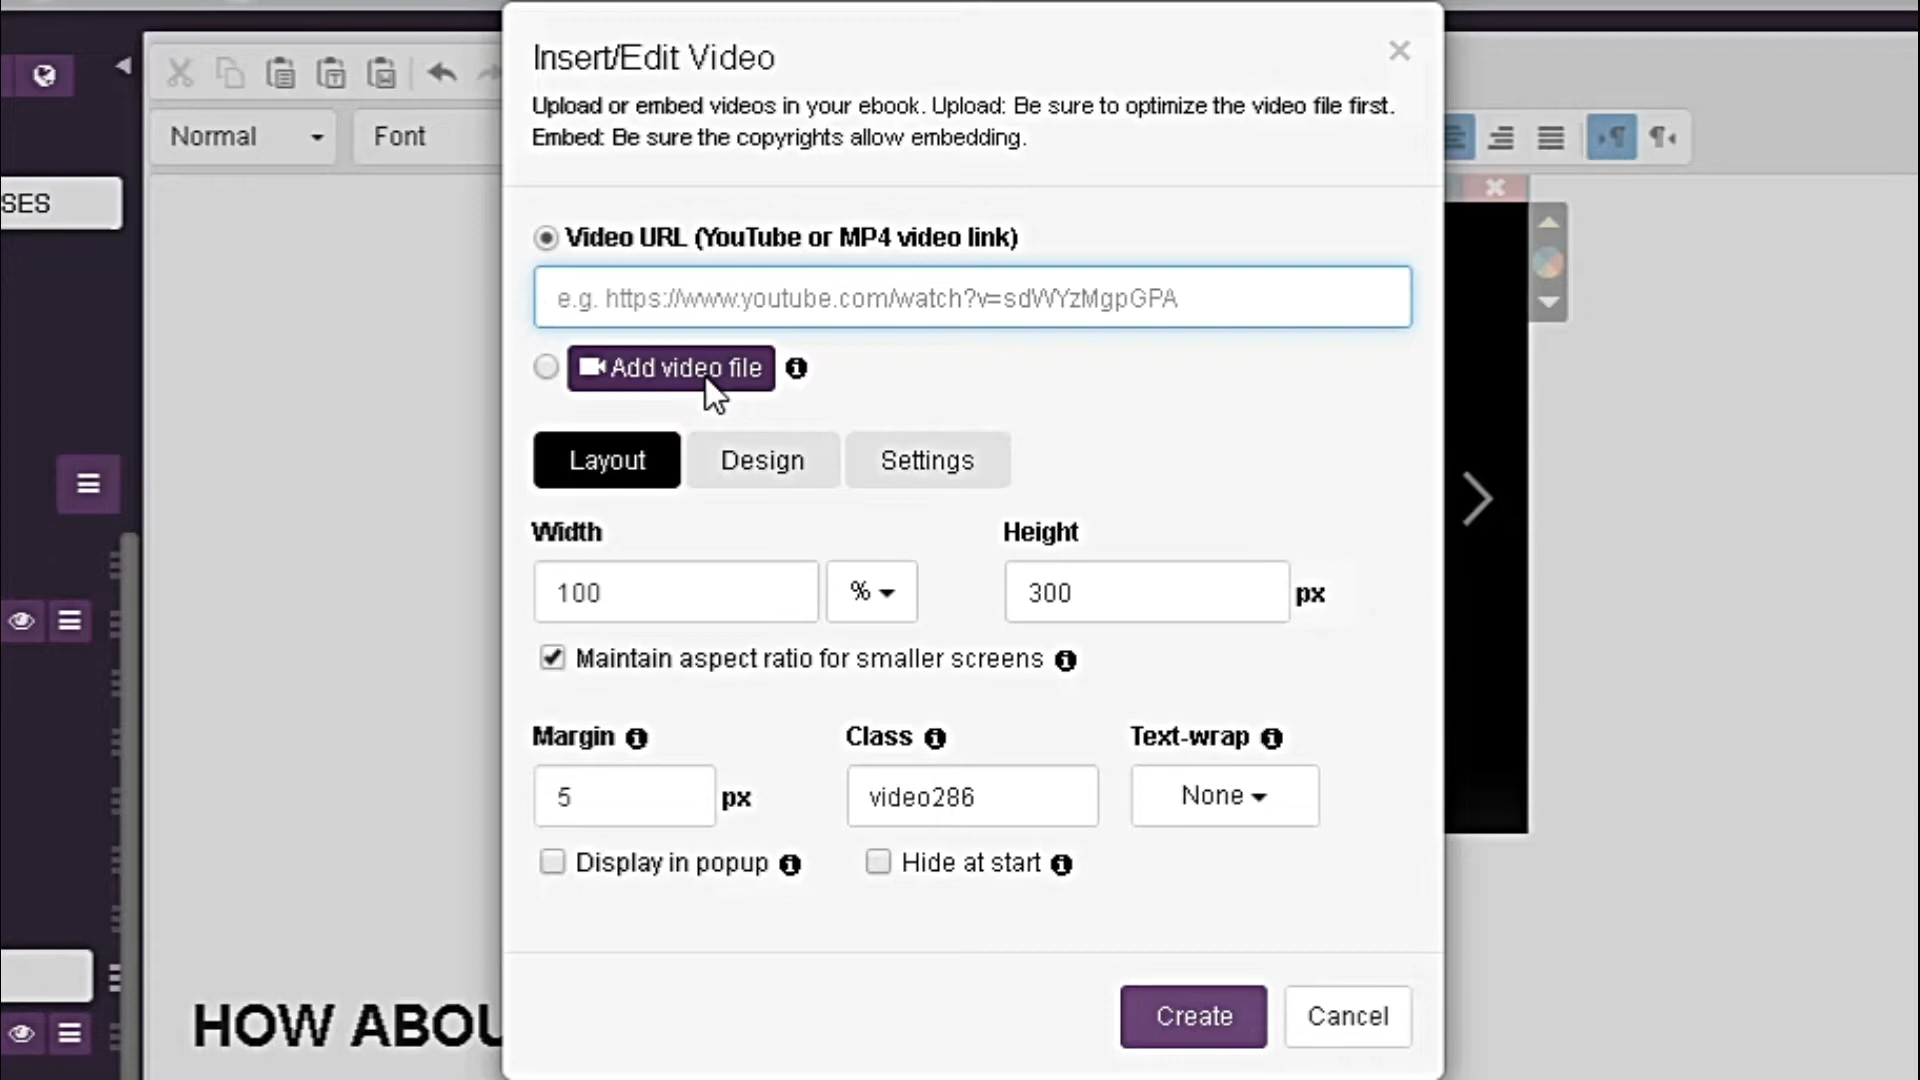 Insert/Edit Video
×
Upload or embed videos in your ebook. Upload: Be sure to optimize the video file first.
Embed: Be sure the copyrights allow embedding.
Normal
Font
SES
Video URL (YouTube or MP4 video link)
e.g. https://www.youtube.com/watch?v=sdWYzMgpGPA
Add video file
Layout Design Settings
Width Height
100 % 300 px
Maintain aspect ratio for smaller screens
Margin Class Text-wrap
5 px video286 None
Display in popup Hide at start
HOW ABOU
Create Cancel